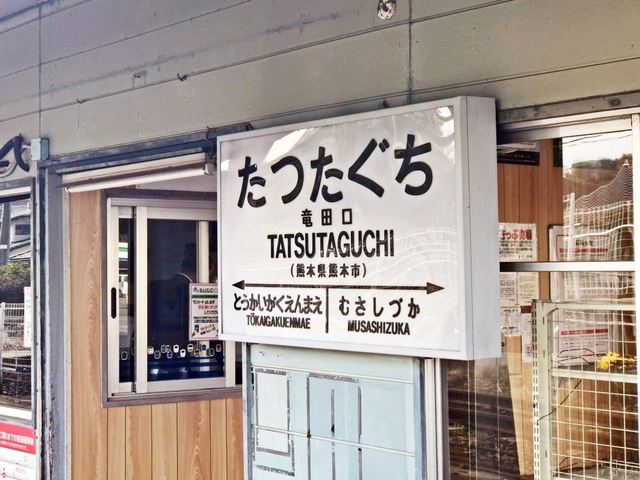 たつたぐち
竜田口
TATSUTAGUCHI
(熊本県熊本市)
とうかいがくえんまえ
TŌKAIGAKUENMAE
むさしづか
MUSASHIZUKA